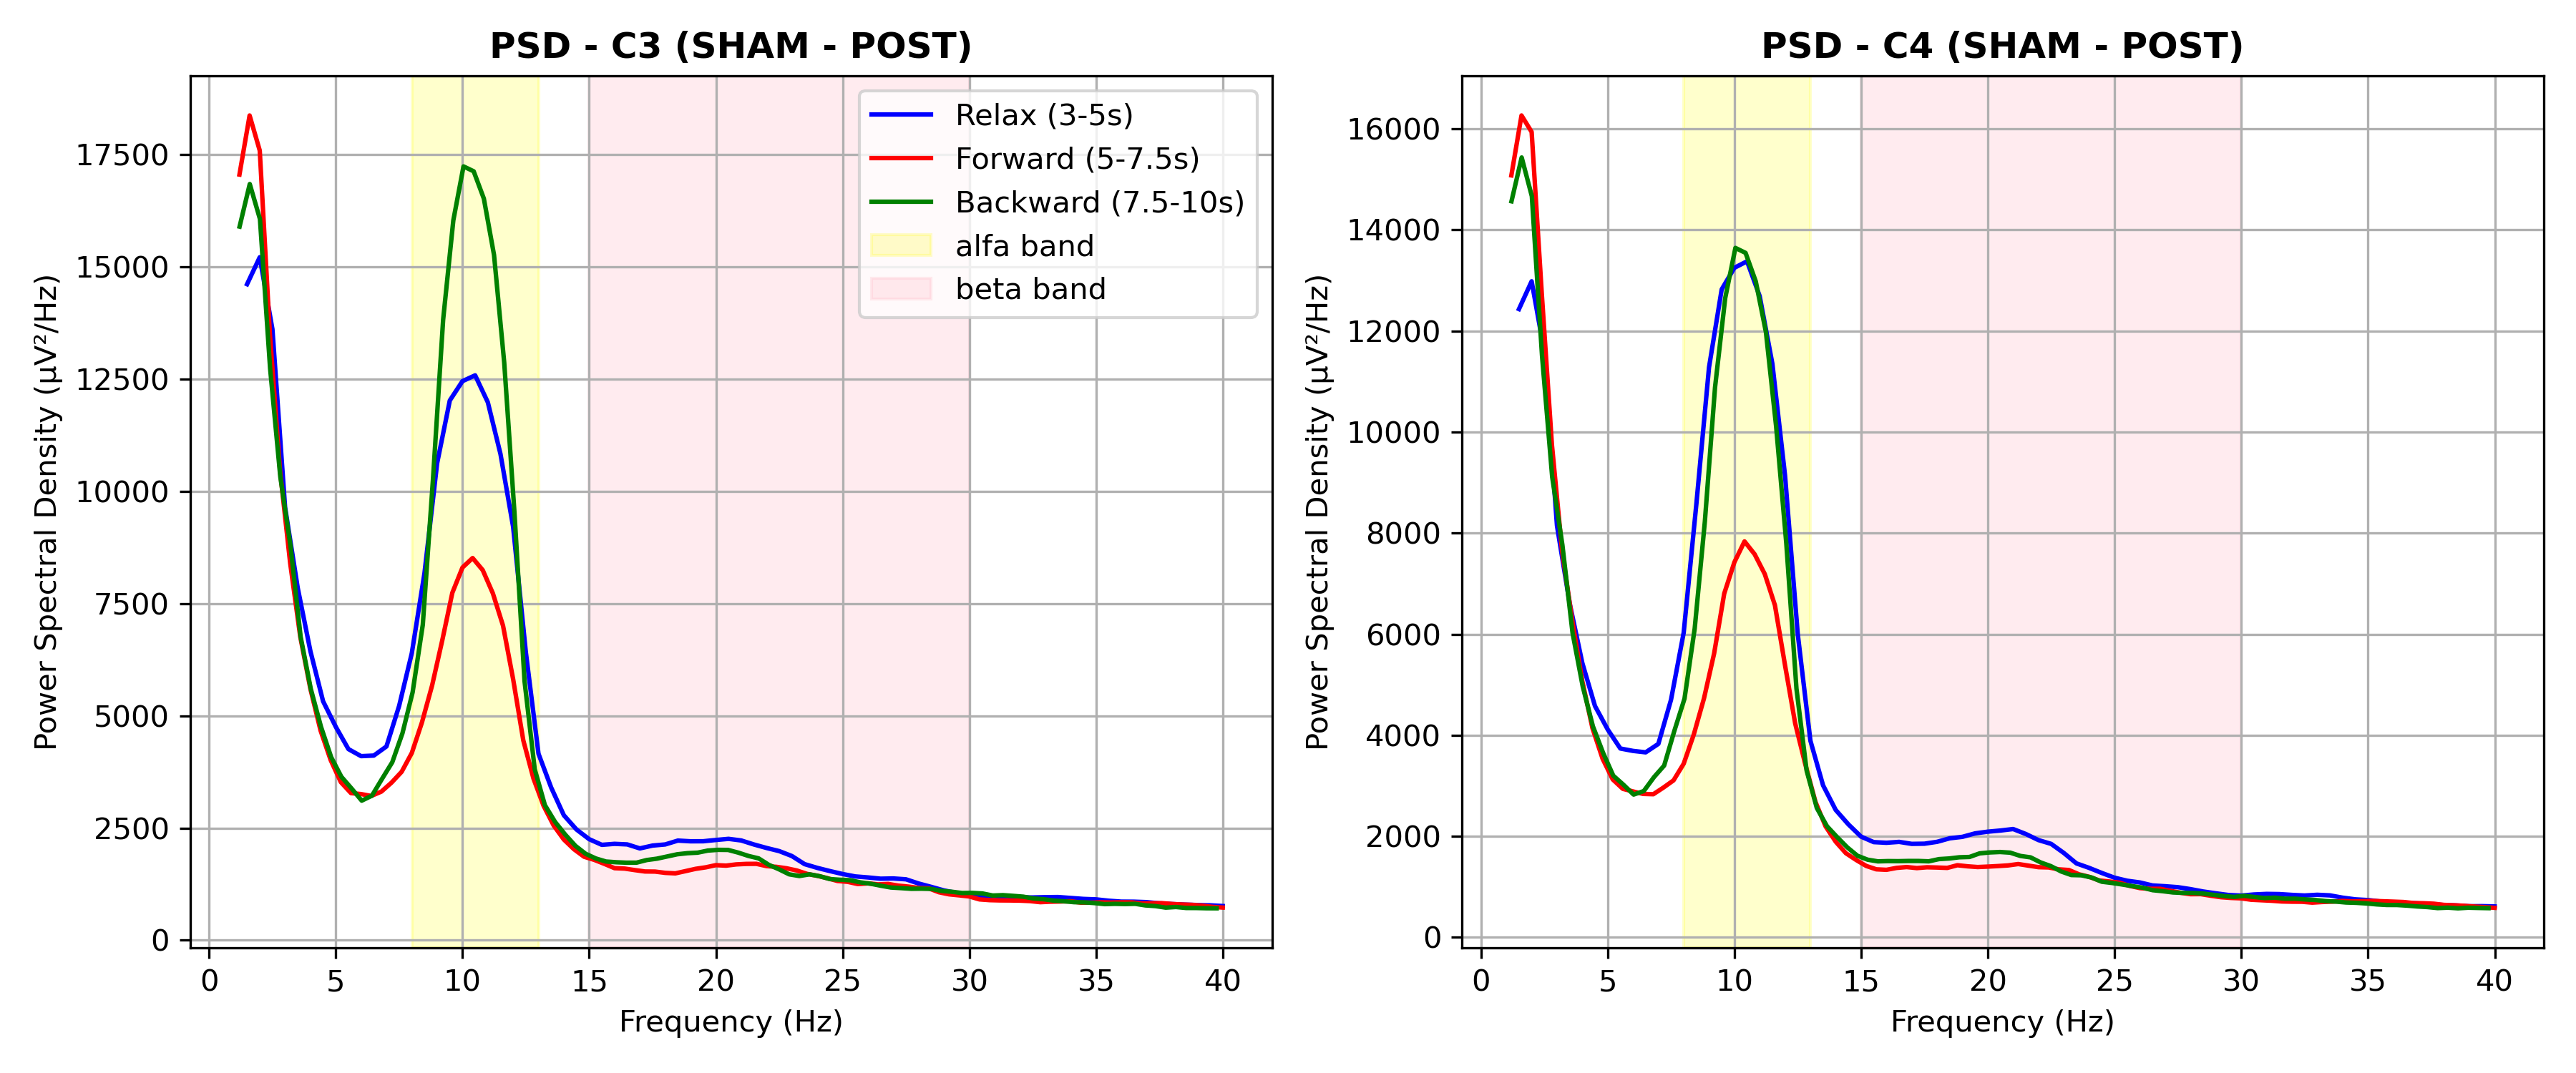 PSD - C3 (SHAM - POST)
Power Spectral Density (µV²/Hz)
17500
15000
12500
10000
7500
5000
2500
0
0 5 10 15 20 25 30 35 40
Frequency (Hz)
Relax (3-5s)
Forward (5-7.5s)
Backward (7.5-10s)
alfa band
beta band
PSD - C4 (SHAM - POST)
Power Spectral Density (µV²/Hz)
16000
14000
12000
10000
8000
6000
4000
2000
0
0 5 10 15 20 25 30 35 40
Frequency (Hz)